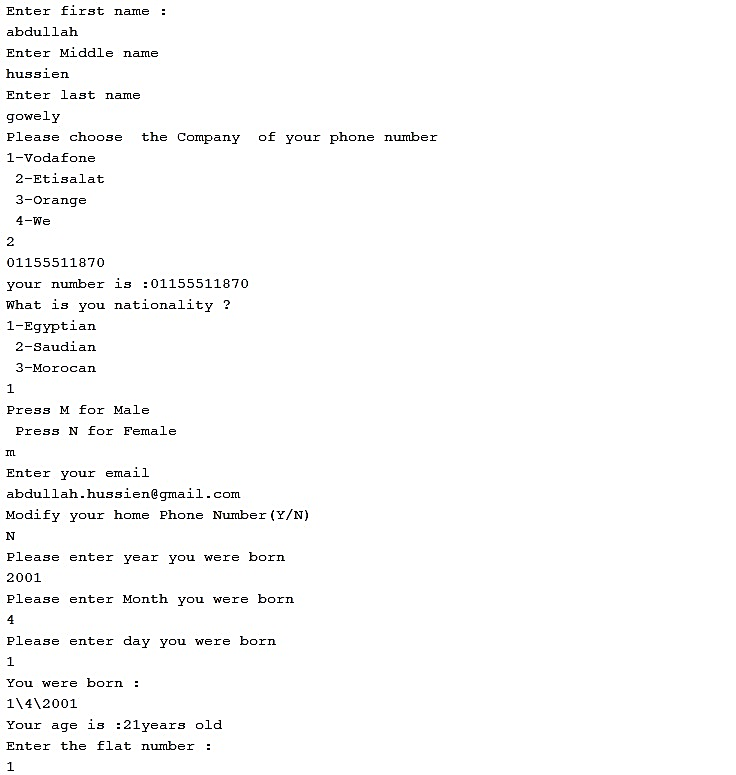 Enter first name :
abdullah
Enter Middle name
hussien
Enter last name
gowely
Please choose  the Company  of your phone number
1-Vodafone
 2-Etisalat
 3-Orange
 4-We
2
01155511870
your number is :01155511870
What is you nationality ?
1-Egyptian
 2-Saudian
 3-Morocan
1
Press M for Male
 Press N for Female
m
Enter your email
abdullah.hussien@gmail.com
Modify your home Phone Number(Y/N)
N
Please enter year you were born
2001
Please enter Month you were born
4
Please enter day you were born
1
You were born :
1\4\2001
Your age is :21years old
Enter the flat number :
1